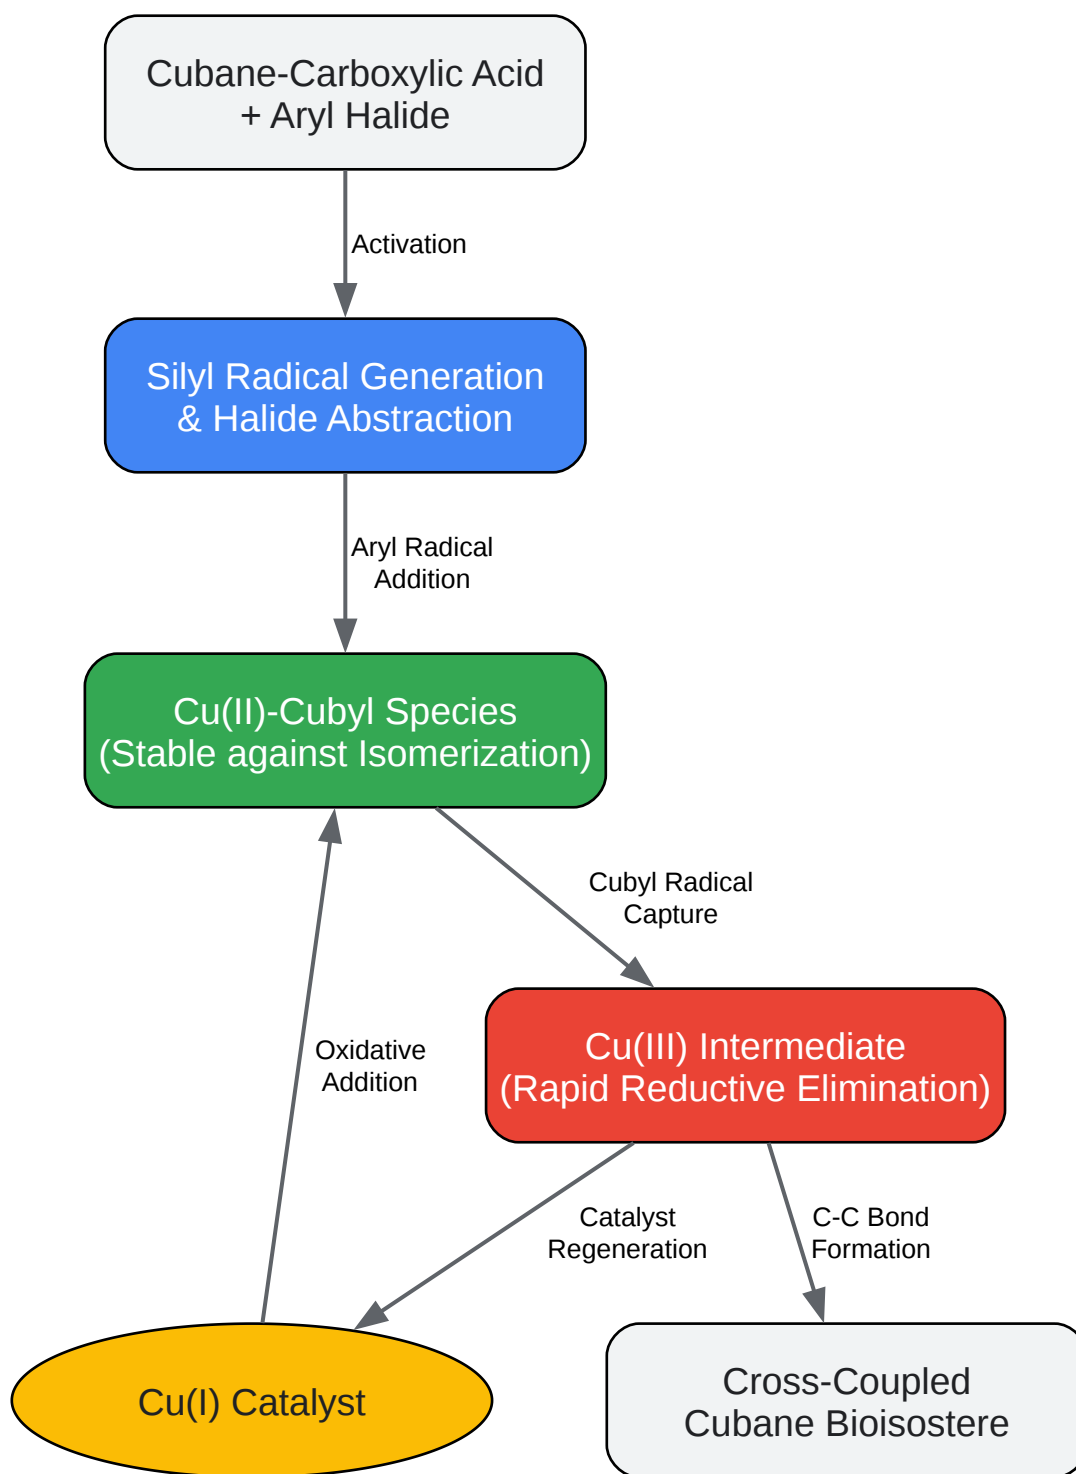 Cubane-Carboxylic Acid
+ Aryl Halide
Activation
Silyl Radical Generation
& Halide Abstraction
Aryl Radical
Addition
Cu(II)-Cubyl Species
(Stable against Isomerization)
Cubyl Radical
Capture
Cu(III) Intermediate
(Rapid Reductive Elimination)
Oxidative
Addition
Catalyst
Regeneration
C-C Bond
Formation
Cu(I) Catalyst
Cross-Coupled
Cubane Bioisostere